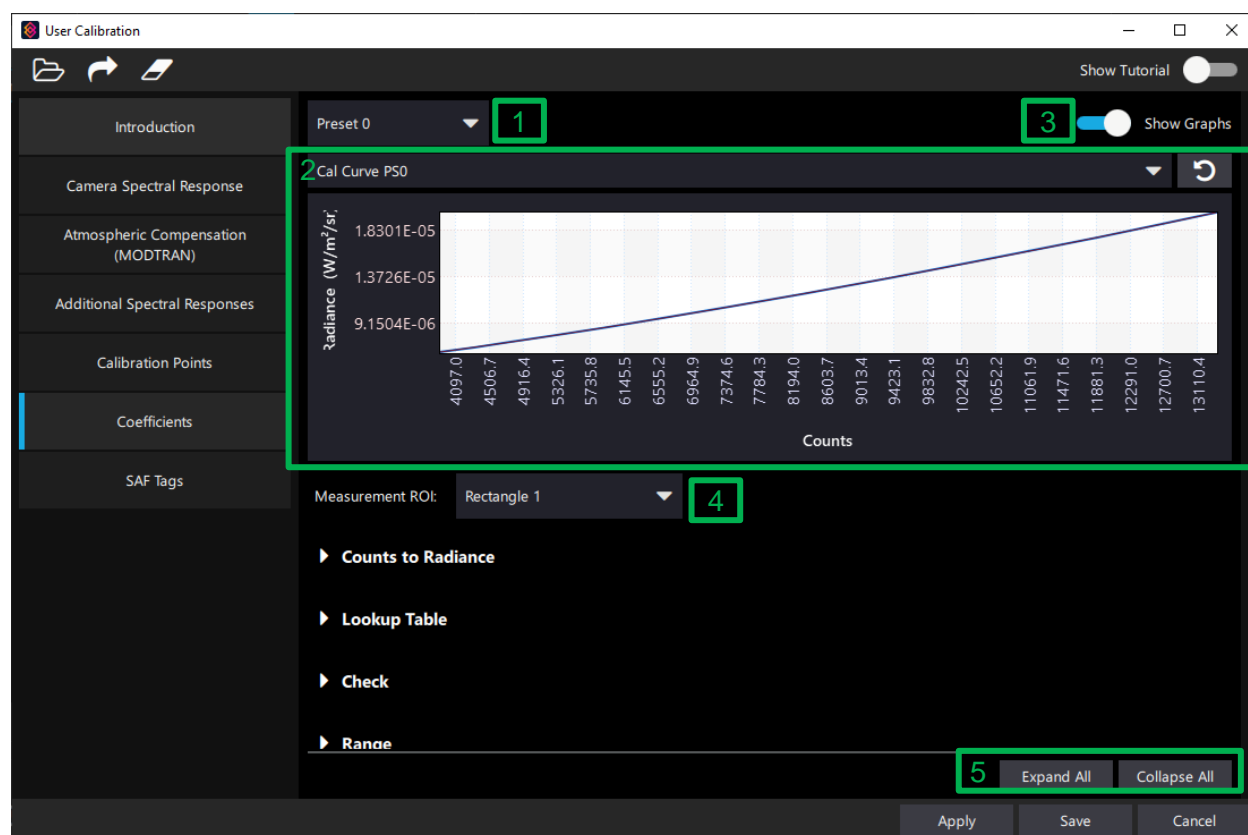 User Calibration
Show Tutorial
Introduction
Camera Spectral Response
Atmospheric Compensation
(MODTRAN)
Additional Spectral Responses
Calibration Points
Coefficients
SAF Tags
Preset 0
1
3
Show Graphs
2
Cal Curve PS0
Radiance (W/m²/sr)
1.8301E-05
1.3726E-05
9.1504E-06
4097.0
4506.7
4916.4
5326.1
5735.8
6145.5
6555.2
6964.9
7374.6
7784.3
8194.0
8603.7
9013.4
9423.1
9832.8
10242.5
10652.2
11061.9
11471.6
11881.3
12291.0
12700.7
13110.4
Counts
Measurement ROI:
Rectangle 1
4
Counts to Radiance
Lookup Table
Check
Range
5
Expand All
Collapse All
Apply
Save
Cancel